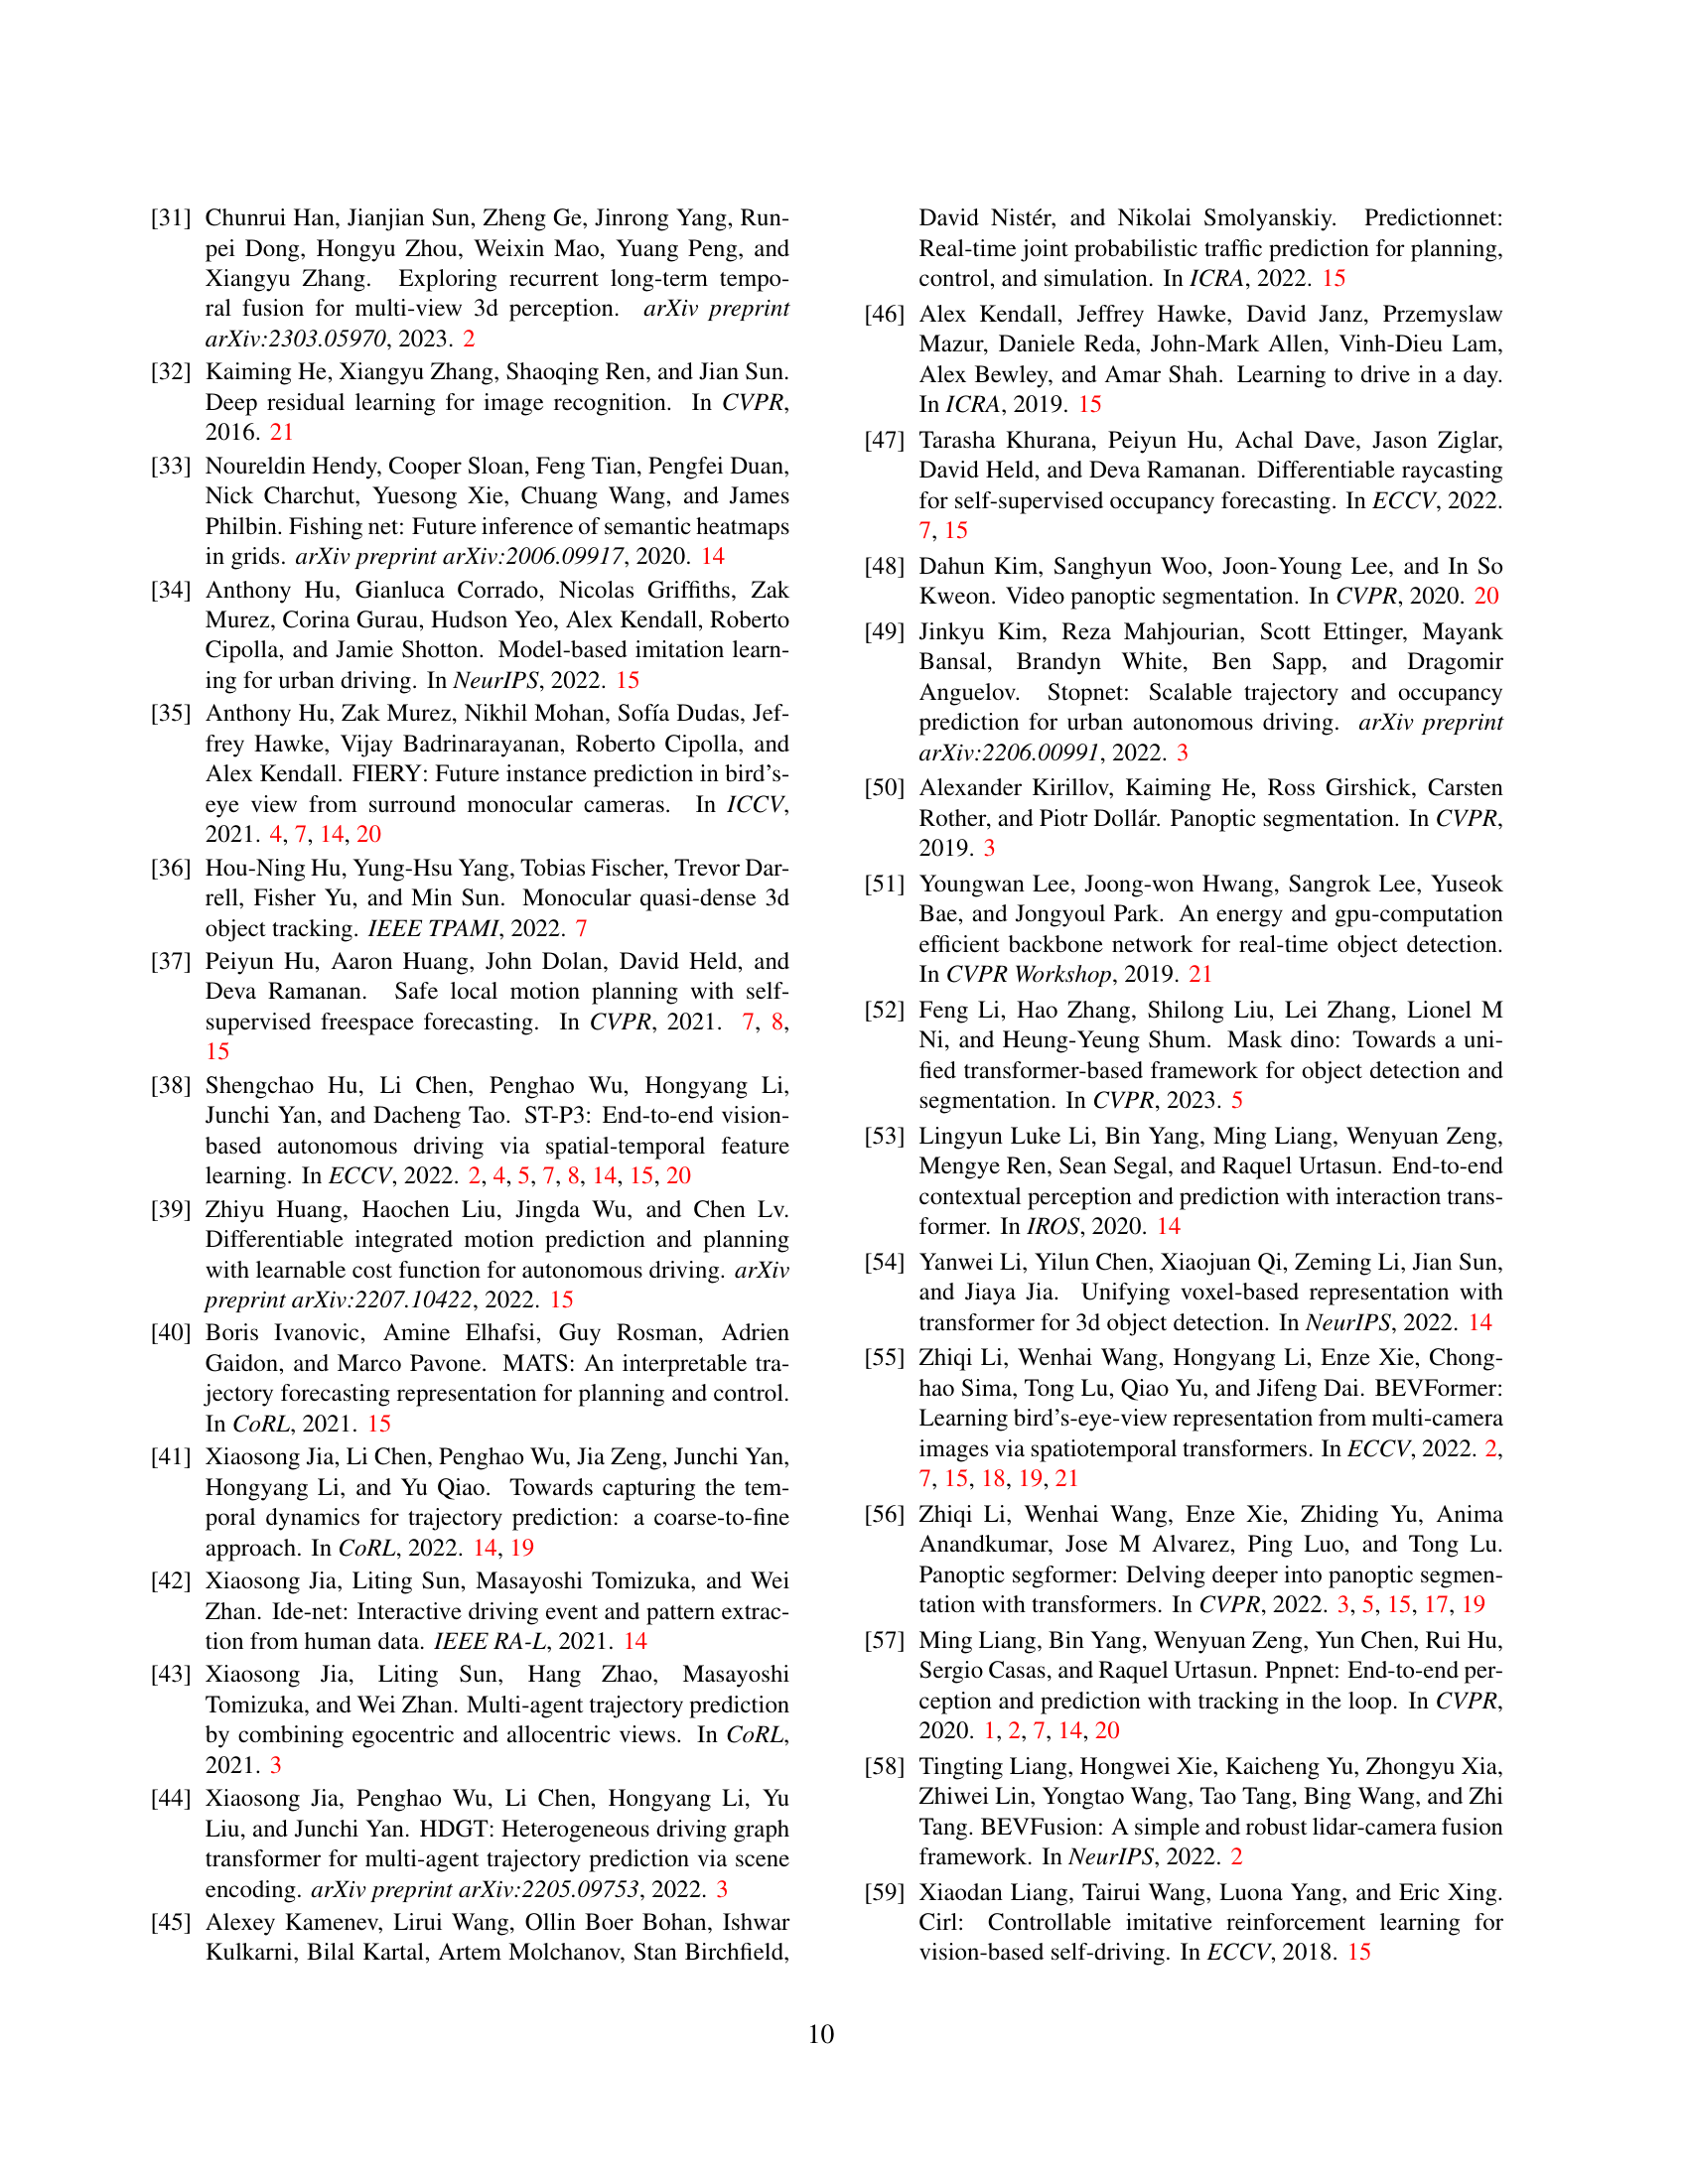 [31] Chunrui Han, Jianjian Sun, Zheng Ge, Jinrong Yang, Run-
pei Dong, Hongyu Zhou, Weixin Mao, Yuang Peng, and
Xiangyu Zhang. Exploring recurrent long-term tempo-
ral fusion for multi-view 3d perception. arXiv preprint
arXiv:2303.05970, 2023. 2
[32] Kaiming He, Xiangyu Zhang, Shaoqing Ren, and Jian Sun.
Deep residual learning for image recognition. In CVPR,
2016. 21
[33] Noureldin Hendy, Cooper Sloan, Feng Tian, Pengfei Duan,
Nick Charchut, Yuesong Xie, Chuang Wang, and James
Philbin. Fishing net: Future inference of semantic heatmaps
in grids. arXiv preprint arXiv:2006.09917, 2020. 14
[34] Anthony Hu, Gianluca Corrado, Nicolas Griffiths, Zak
Murez, Corina Gurau, Hudson Yeo, Alex Kendall, Roberto
Cipolla, and Jamie Shotton. Model-based imitation learn-
ing for urban driving. In NeurIPS, 2022. 15
[35] Anthony Hu, Zak Murez, Nikhil Mohan, Sofía Dudas, Jef-
frey Hawke, Vijay Badrinarayanan, Roberto Cipolla, and
Alex Kendall. FIERY: Future instance prediction in bird's-
eye view from surround monocular cameras. In ICCV,
2021. 4, 7, 14, 20
[36] Hou-Ning Hu, Yung-Hsu Yang, Tobias Fischer, Trevor Dar-
rell, Fisher Yu, and Min Sun. Monocular quasi-dense 3d
object tracking. IEEE TPAMI, 2022. 7
[37] Peiyun Hu, Aaron Huang, John Dolan, David Held, and
Deva Ramanan. Safe local motion planning with self-
supervised freespace forecasting. In CVPR, 2021. 7, 8,
15
[38] Shengchao Hu, Li Chen, Penghao Wu, Hongyang Li,
Junchi Yan, and Dacheng Tao. ST-P3: End-to-end vision-
based autonomous driving via spatial-temporal feature
learning. In ECCV, 2022. 2, 4, 5, 7, 8, 14, 15, 20
[39] Zhiyu Huang, Haochen Liu, Jingda Wu, and Chen Lv.
Differentiable integrated motion prediction and planning
with learnable cost function for autonomous driving. arXiv
preprint arXiv:2207.10422, 2022. 15
[40] Boris Ivanovic, Amine Elhafsi, Guy Rosman, Adrien
Gaidon, and Marco Pavone. MATS: An interpretable tra-
jectory forecasting representation for planning and control.
In CoRL, 2021. 15
[41] Xiaosong Jia, Li Chen, Penghao Wu, Jia Zeng, Junchi Yan,
Hongyang Li, and Yu Qiao. Towards capturing the tem-
poral dynamics for trajectory prediction: a coarse-to-fine
approach. In CoRL, 2022. 14, 19
[42] Xiaosong Jia, Liting Sun, Masayoshi Tomizuka, and Wei
Zhan. Ide-net: Interactive driving event and pattern extrac-
tion from human data. IEEE RA-L, 2021. 14
[43] Xiaosong Jia, Liting Sun, Hang Zhao, Masayoshi
Tomizuka, and Wei Zhan. Multi-agent trajectory prediction
by combining egocentric and allocentric views. In CoRL,
2021. 3
[44] Xiaosong Jia, Penghao Wu, Li Chen, Hongyang Li, Yu
Liu, and Junchi Yan. HDGT: Heterogeneous driving graph
transformer for multi-agent trajectory prediction via scene
encoding. arXiv preprint arXiv:2205.09753, 2022. 3
[45] Alexey Kamenev, Lirui Wang, Ollin Boer Bohan, Ishwar
Kulkarni, Bilal Kartal, Artem Molchanov, Stan Birchfield,
David Nistér, and Nikolai Smolyanskiy. Predictionnet:
Real-time joint probabilistic traffic prediction for planning,
control, and simulation. In ICRA, 2022. 15
[46] Alex Kendall, Jeffrey Hawke, David Janz, Przemyslaw
Mazur, Daniele Reda, John-Mark Allen, Vinh-Dieu Lam,
Alex Bewley, and Amar Shah. Learning to drive in a day.
In ICRA, 2019. 15
[47] Tarasha Khurana, Peiyun Hu, Achal Dave, Jason Ziglar,
David Held, and Deva Ramanan. Differentiable raycasting
for self-supervised occupancy forecasting. In ECCV, 2022.
7, 15
[48] Dahun Kim, Sanghyun Woo, Joon-Young Lee, and In So
Kweon. Video panoptic segmentation. In CVPR, 2020. 20
[49] Jinkyu Kim, Reza Mahjourian, Scott Ettinger, Mayank
Bansal, Brandyn White, Ben Sapp, and Dragomir
Anguelov. Stopnet: Scalable trajectory and occupancy
prediction for urban autonomous driving. arXiv preprint
arXiv:2206.00991, 2022. 3
[50] Alexander Kirillov, Kaiming He, Ross Girshick, Carsten
Rother, and Piotr Dollár. Panoptic segmentation. In CVPR,
2019. 3
[51] Youngwan Lee, Joong-won Hwang, Sangrok Lee, Yuseok
Bae, and Jongyoul Park. An energy and gpu-computation
efficient backbone network for real-time object detection.
In CVPR Workshop, 2019. 21
[52] Feng Li, Hao Zhang, Shilong Liu, Lei Zhang, Lionel M
Ni, and Heung-Yeung Shum. Mask dino: Towards a uni-
fied transformer-based framework for object detection and
segmentation. In CVPR, 2023. 5
[53] Lingyun Luke Li, Bin Yang, Ming Liang, Wenyuan Zeng,
Mengye Ren, Sean Segal, and Raquel Urtasun. End-to-end
contextual perception and prediction with interaction trans-
former. In IROS, 2020. 14
[54] Yanwei Li, Yilun Chen, Xiaojuan Qi, Zeming Li, Jian Sun,
and Jiaya Jia. Unifying voxel-based representation with
transformer for 3d object detection. In NeurIPS, 2022. 14
[55] Zhiqi Li, Wenhai Wang, Hongyang Li, Enze Xie, Chong-
hao Sima, Tong Lu, Qiao Yu, and Jifeng Dai. BEVFormer:
Learning bird's-eye-view representation from multi-camera
images via spatiotemporal transformers. In ECCV, 2022. 2,
7, 15, 18, 19, 21
[56] Zhiqi Li, Wenhai Wang, Enze Xie, Zhiding Yu, Anima
Anandkumar, Jose M Alvarez, Ping Luo, and Tong Lu.
Panoptic segformer: Delving deeper into panoptic segmen-
tation with transformers. In CVPR, 2022. 3, 5, 15, 17, 19
[57] Ming Liang, Bin Yang, Wenyuan Zeng, Yun Chen, Rui Hu,
Sergio Casas, and Raquel Urtasun. Pnpnet: End-to-end per-
ception and prediction with tracking in the loop. In CVPR,
2020. 1, 2, 7, 14, 20
[58] Tingting Liang, Hongwei Xie, Kaicheng Yu, Zhongyu Xia,
Zhiwei Lin, Yongtao Wang, Tao Tang, Bing Wang, and Zhi
Tang. BEVFusion: A simple and robust lidar-camera fusion
framework. In NeurIPS, 2022. 2
[59] Xiaodan Liang, Tairui Wang, Luona Yang, and Eric Xing.
Cirl: Controllable imitative reinforcement learning for
vision-based self-driving. In ECCV, 2018. 15
10